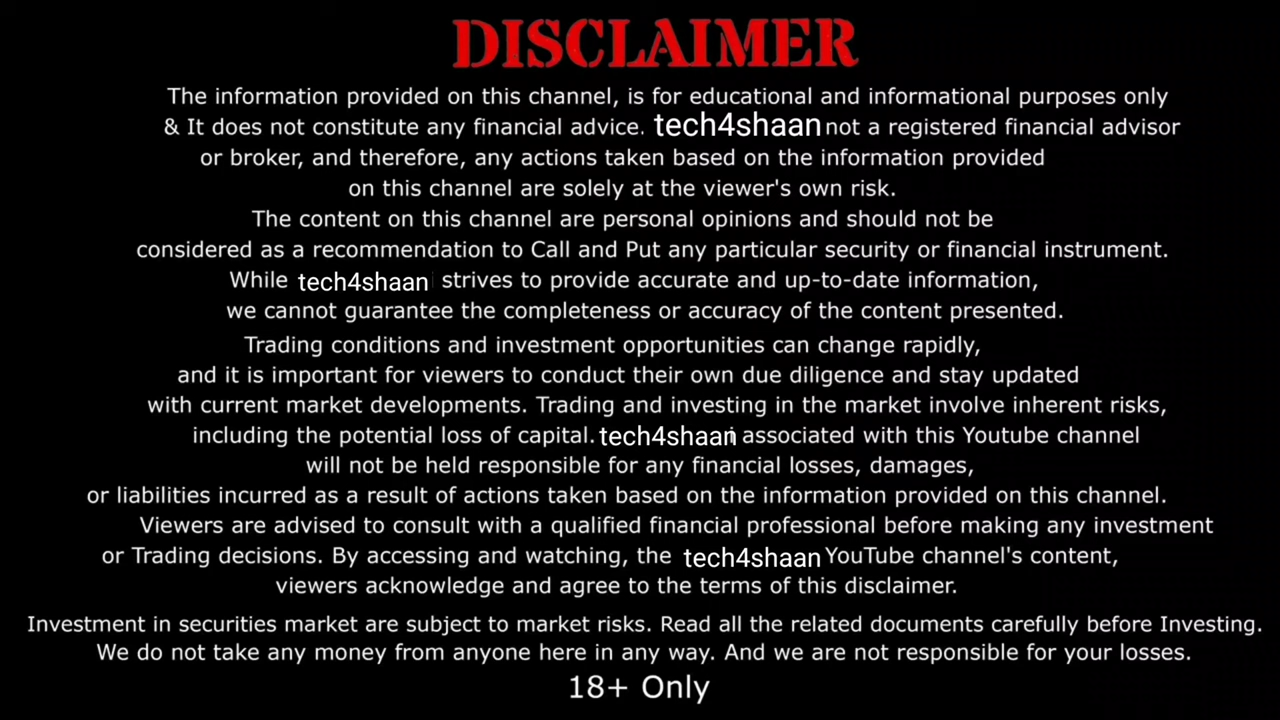 DISCLAIMER
The information provided on this channel, is for educational and informational purposes only
& It does not constitute any financial advice. tech4shaan not a registered financial advisor
or broker, and therefore, any actions taken based on the information provided
on this channel are solely at the viewer's own risk.
The content on this channel are personal opinions and should not be
considered as a recommendation to Call and Put any particular security or financial instrument.
While tech4shaan strives to provide accurate and up-to-date information,
we cannot guarantee the completeness or accuracy of the content presented.
Trading conditions and investment opportunities can change rapidly,
and it is important for viewers to conduct their own due diligence and stay updated
with current market developments. Trading and investing in the market involve inherent risks,
including the potential loss of capital. tech4shaan associated with this Youtube channel
will not be held responsible for any financial losses, damages,
or liabilities incurred as a result of actions taken based on the information provided on this channel.
Viewers are advised to consult with a qualified financial professional before making any investment
or Trading decisions. By accessing and watching, the tech4shaan YouTube channel's content,
viewers acknowledge and agree to the terms of this disclaimer.
Investment in securities market are subject to market risks. Read all the related documents carefully before Investing.
We do not take any money from anyone here in any way. And we are not responsible for your losses.
18+ Only